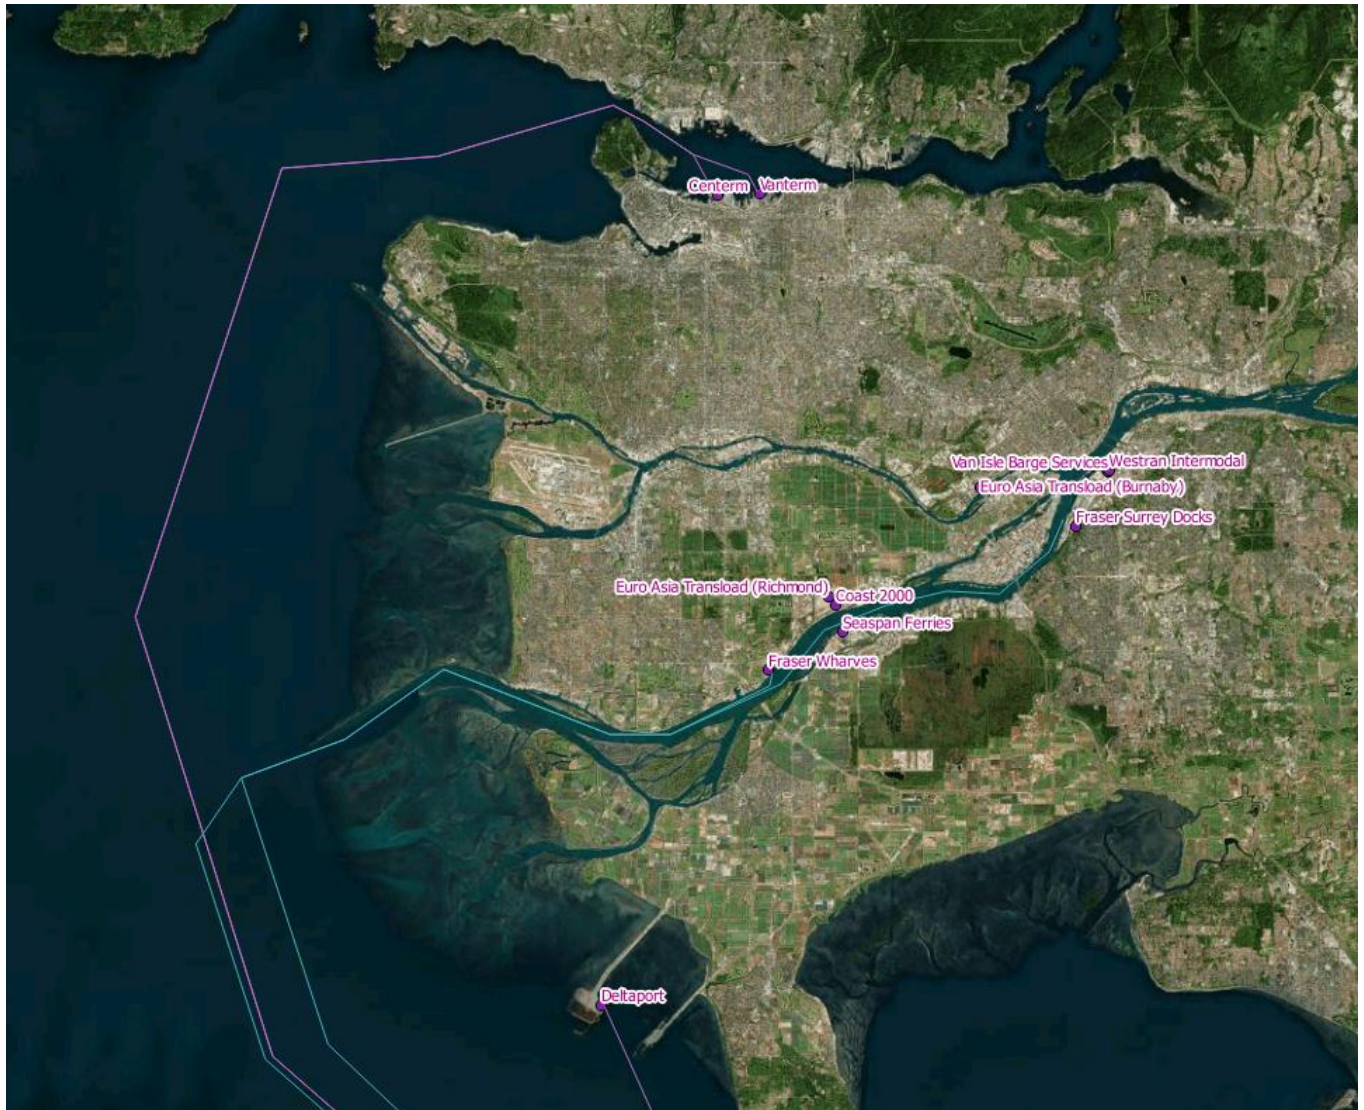 Centerm
Vanterm
Van Isle Barge Services
Westran Intermodal
Euro Asia Transload (Burnaby)
Fraser Surrey Docks
Euro Asia Transload (Richmond)
Coast 2000
Seaspan Ferries
Fraser Wharves
Deltaport